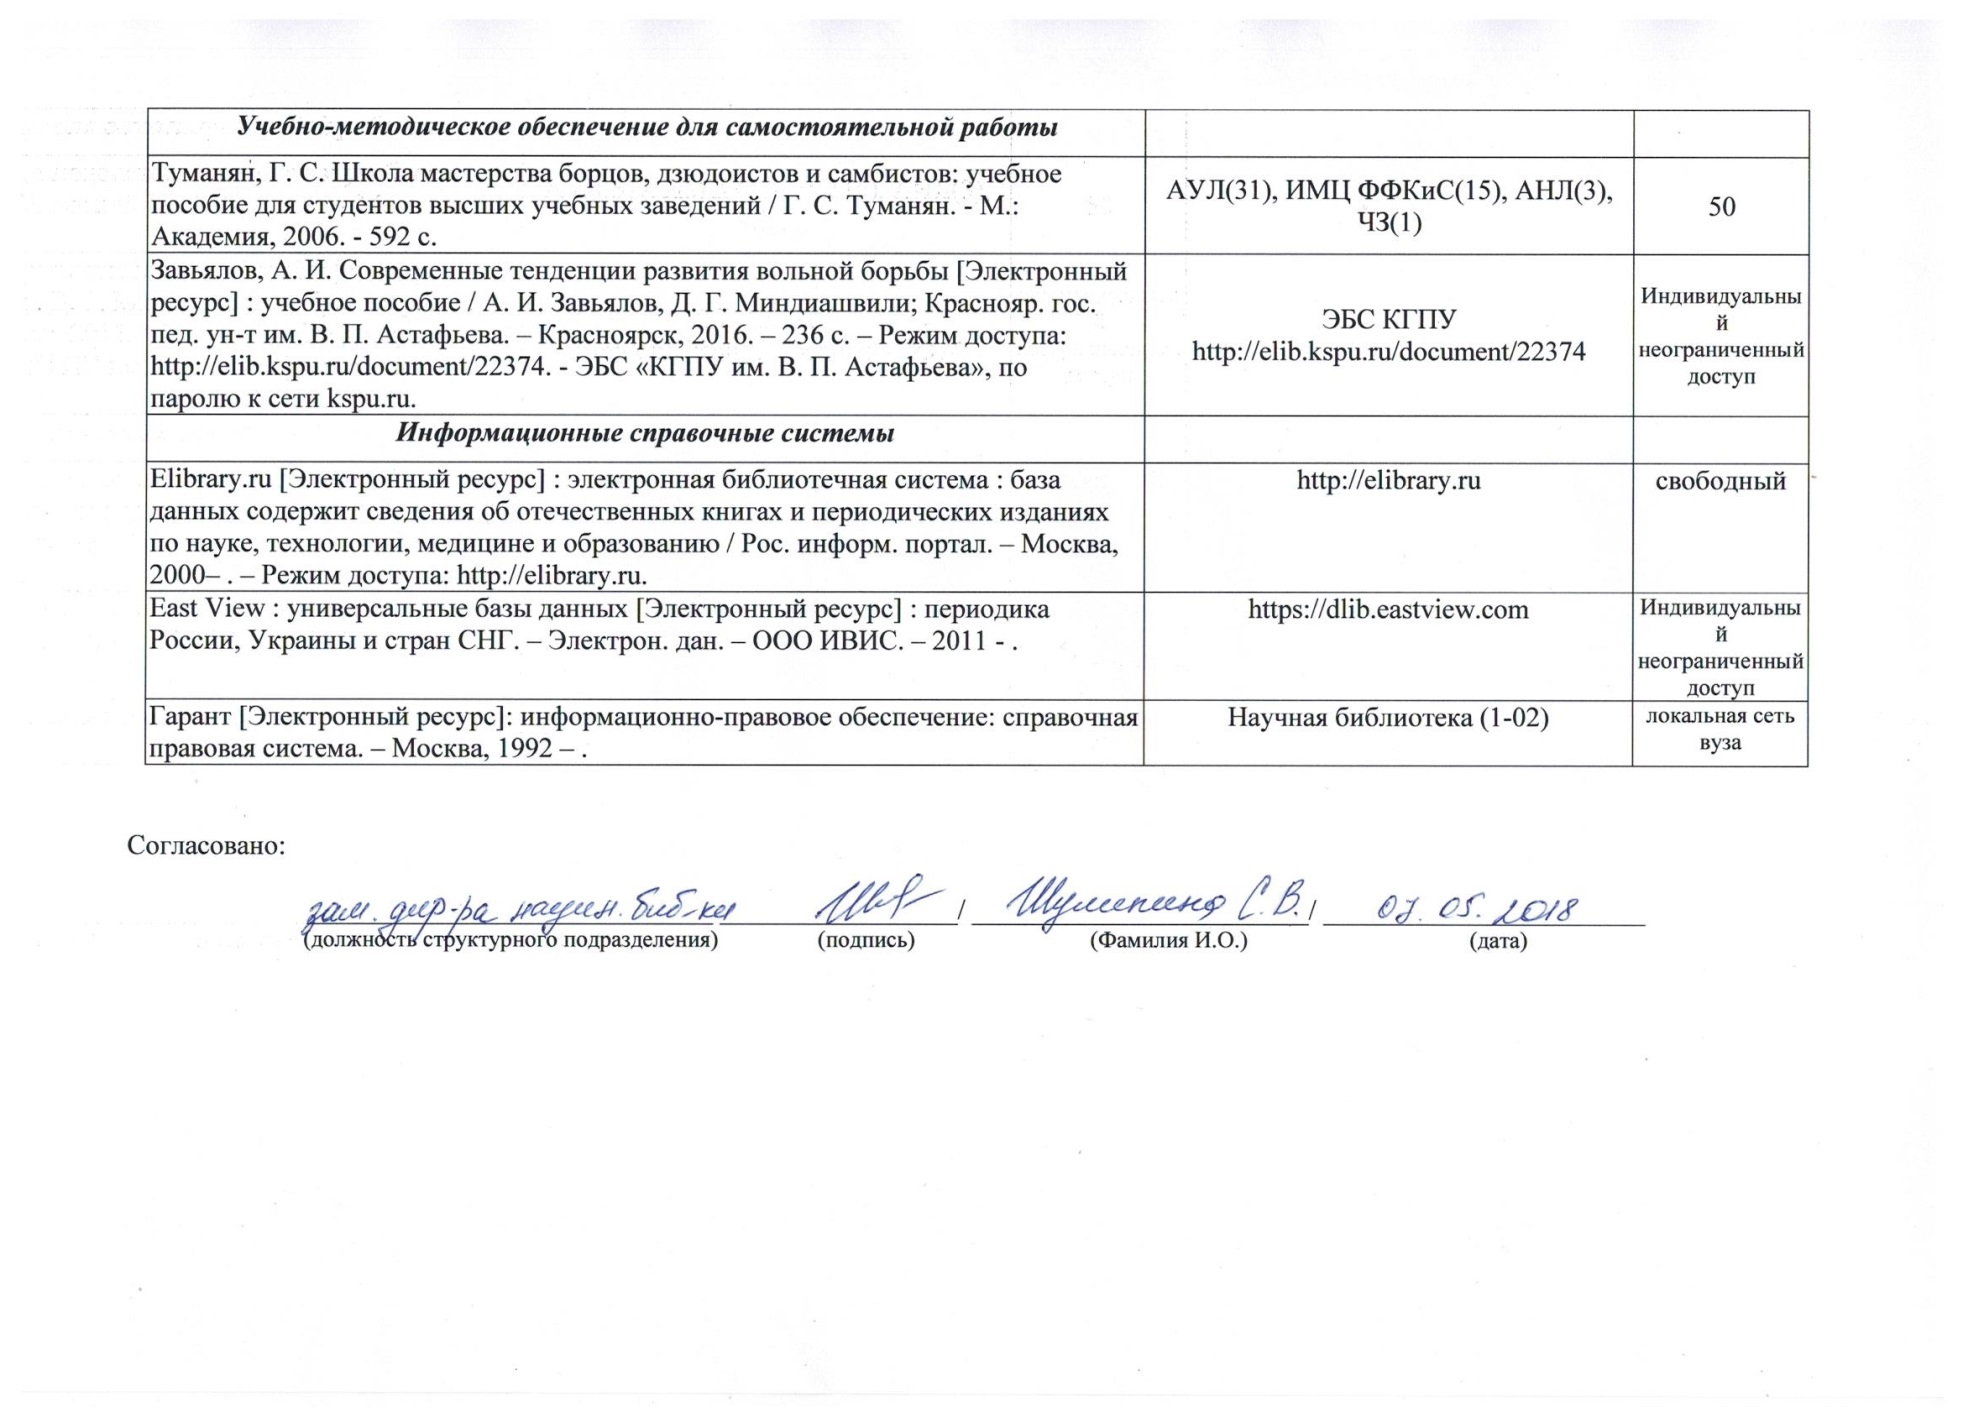 Учебно-методическое обеспечение для самостоятельной работы
Туманян, Г. С. Школа мастерства борцов, дзюдоистов и самбистов: учебное
пособие для студентов высших учебных заведений / Г. С. Туманян. - М.:
Академия, 2006. - 592 с.
АУЛ(31), ИМЦ ФФКиС(15), АНЛ(3),
ЧЗ(1)
50
Завьялов, А. И. Современные тенденции развития вольной борьбы [Электронный
ресурс] : учебное пособие / А. И. Завьялов, Д. Г. Миндиашвили; Краснояр. гос.
пед. ун-т им. В. П. Астафьева. – Красноярск, 2016. – 236 с. – Режим доступа:
http://elib.kspu.ru/document/22374. - ЭБС «КГПУ им. В. П. Астафьева», по
паролю к сети kspu.ru.
ЭБС КГПУ
http://elib.kspu.ru/document/22374
Индивидуальны
й
неограниченный
доступ
Информационные справочные системы
Elibrary.ru [Электронный ресурс] : электронная библиотечная система : база
данных содержит сведения об отечественных книгах и периодических изданиях
по науке, технологии, медицине и образованию / Рос. информ. портал. – Москва,
2000– . – Режим доступа: http://elibrary.ru.
http://elibrary.ru
свободный
East View : универсальные базы данных [Электронный ресурс] : периодика
России, Украины и стран СНГ. – Электрон. дан. – ООО ИВИС. – 2011 - .
https://dlib.eastview.com
Индивидуальны
й
неограниченный
доступ
Гарант [Электронный ресурс]: информационно-правовое обеспечение: справочная
правовая система. – Москва, 1992 – .
Научная библиотека (1-02)
локальная сеть
вуза
Согласовано:
зам. дир-ра научн. биб-ки / Шулипина С. В. / 07. 05. 2018
(должность структурного подразделения) (подпись) (Фамилия И.О.) (дата)